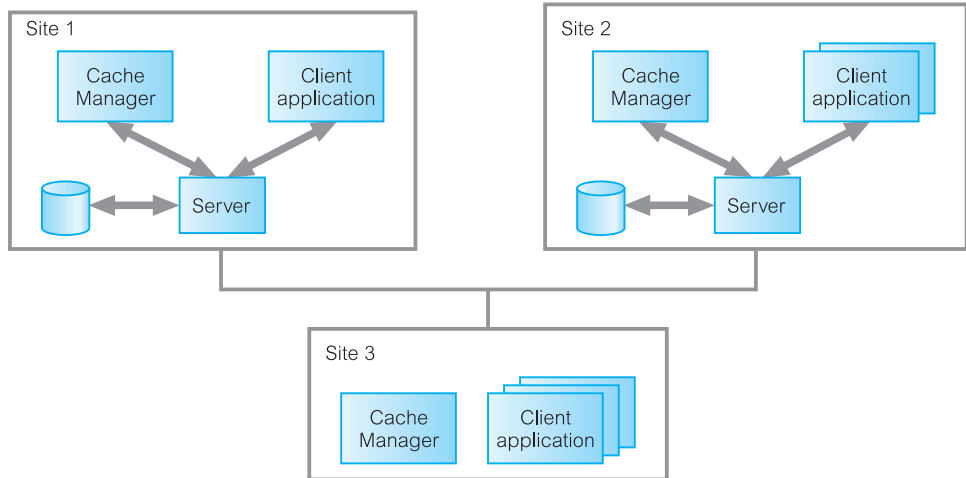 Site 1
Cache
Manager
Client
application
Server
Site 2
Cache
Manager
Client
application
Server
Site 3
Cache
Manager
Client
application